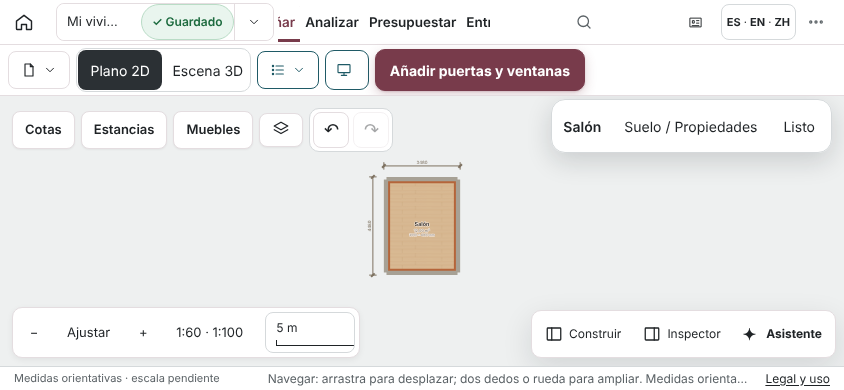 Mi vivi...
✓ Guardado
ñar
Analizar
Presupuestar
Entr
ES · EN · ZH
Plano 2D
Escena 3D
Añadir puertas y ventanas
Cotas
Estancias
Muebles
Salón
Suelo / Propiedades
Listo
Salón
−
Ajustar
+
1:60 · 1:100
5 m
Construir
Inspector
Asistente
Medidas orientativas · escala pendiente
Navegar: arrastra para desplazar; dos dedos o rueda para ampliar. Medidas orienta...
Legal y uso